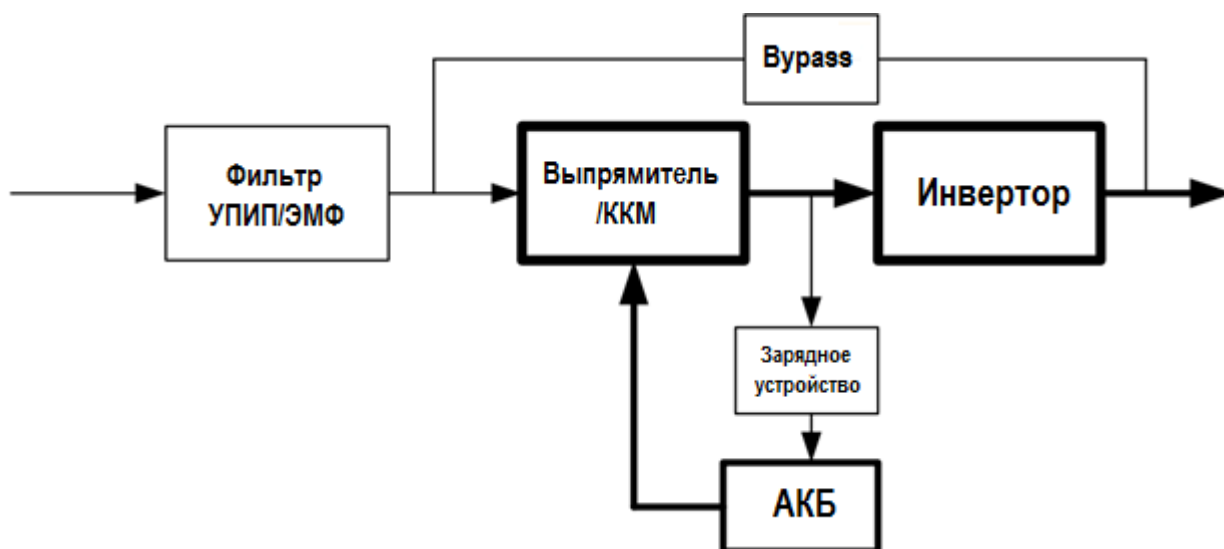 Bypass
Фильтр
УПИП/ЭМФ
Выпрямитель
/ККМ
Инвертор
Зарядное
устройство
АКБ